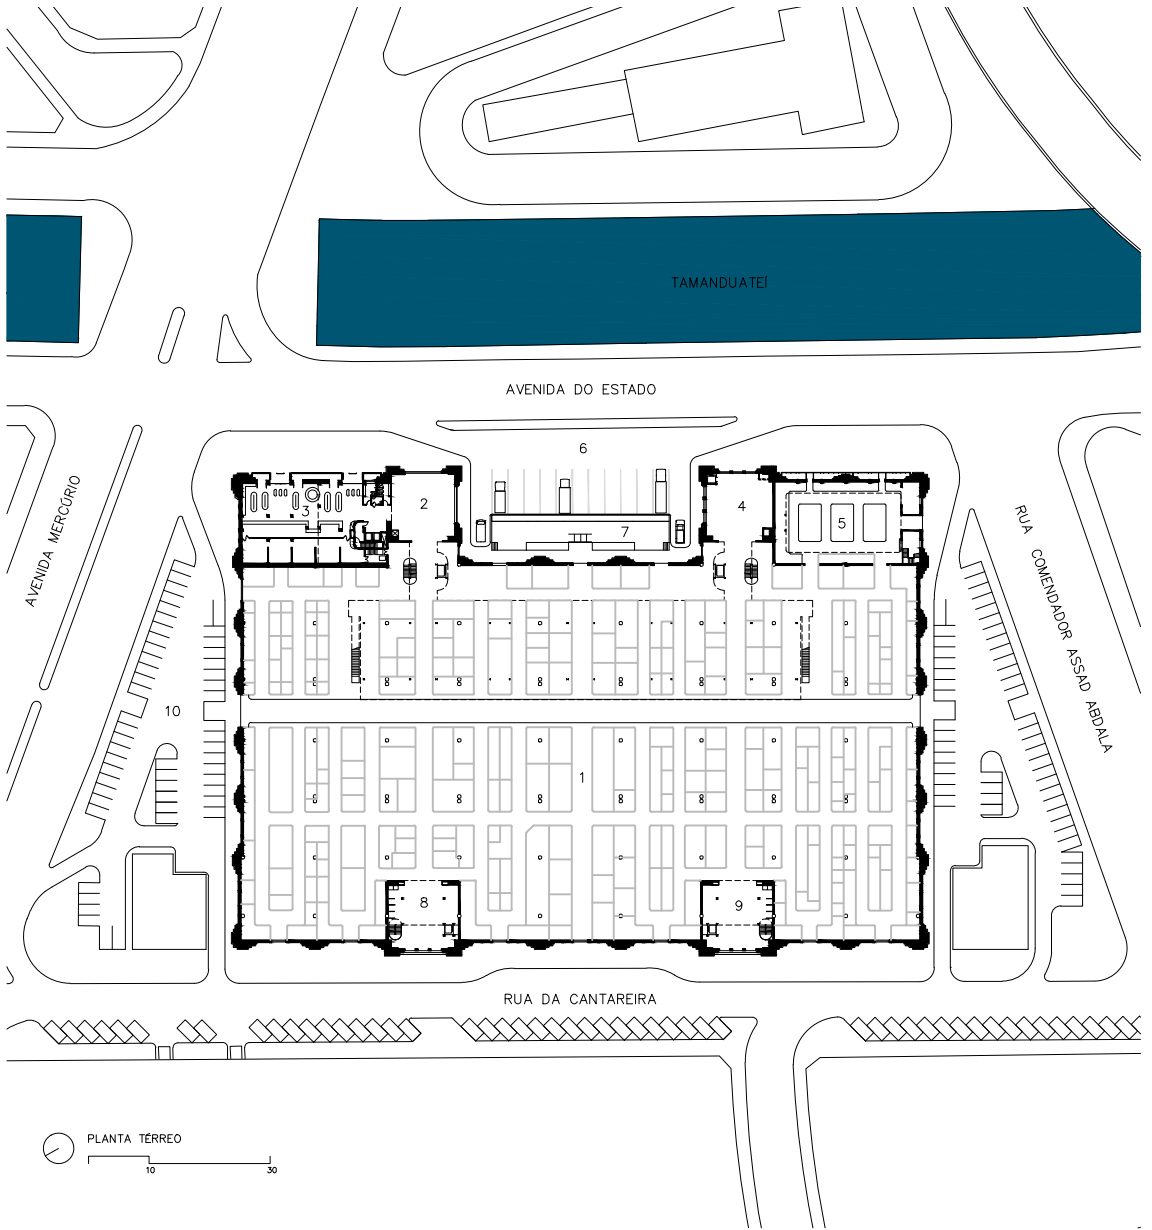 TAMANDUATEÍ
AVENIDA DO ESTADO
6
AVENIDA MERCÚRIO
3
2
7
4
5
RUA COMENDADOR ASSAD ABDALA
10
1
8
9
RUA DA CANTAREIRA
PLANTA TÉRREO
10 30